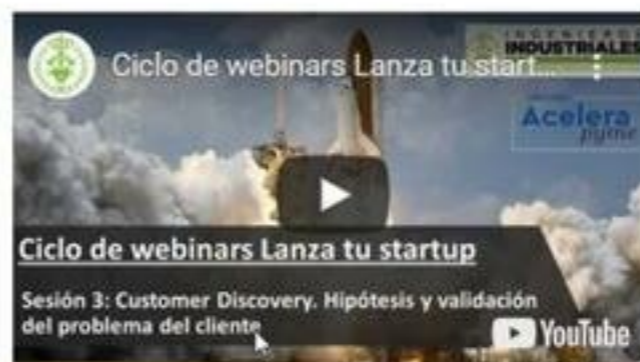 INGENIEROS
INDUSTRIALES
Ciclo de webinars Lanza tu start...
Acelera
pyme
Ciclo de webinars Lanza tu startup
Sesión 3: Customer Discovery. Hipótesis y validación
del problema del cliente
YouTube